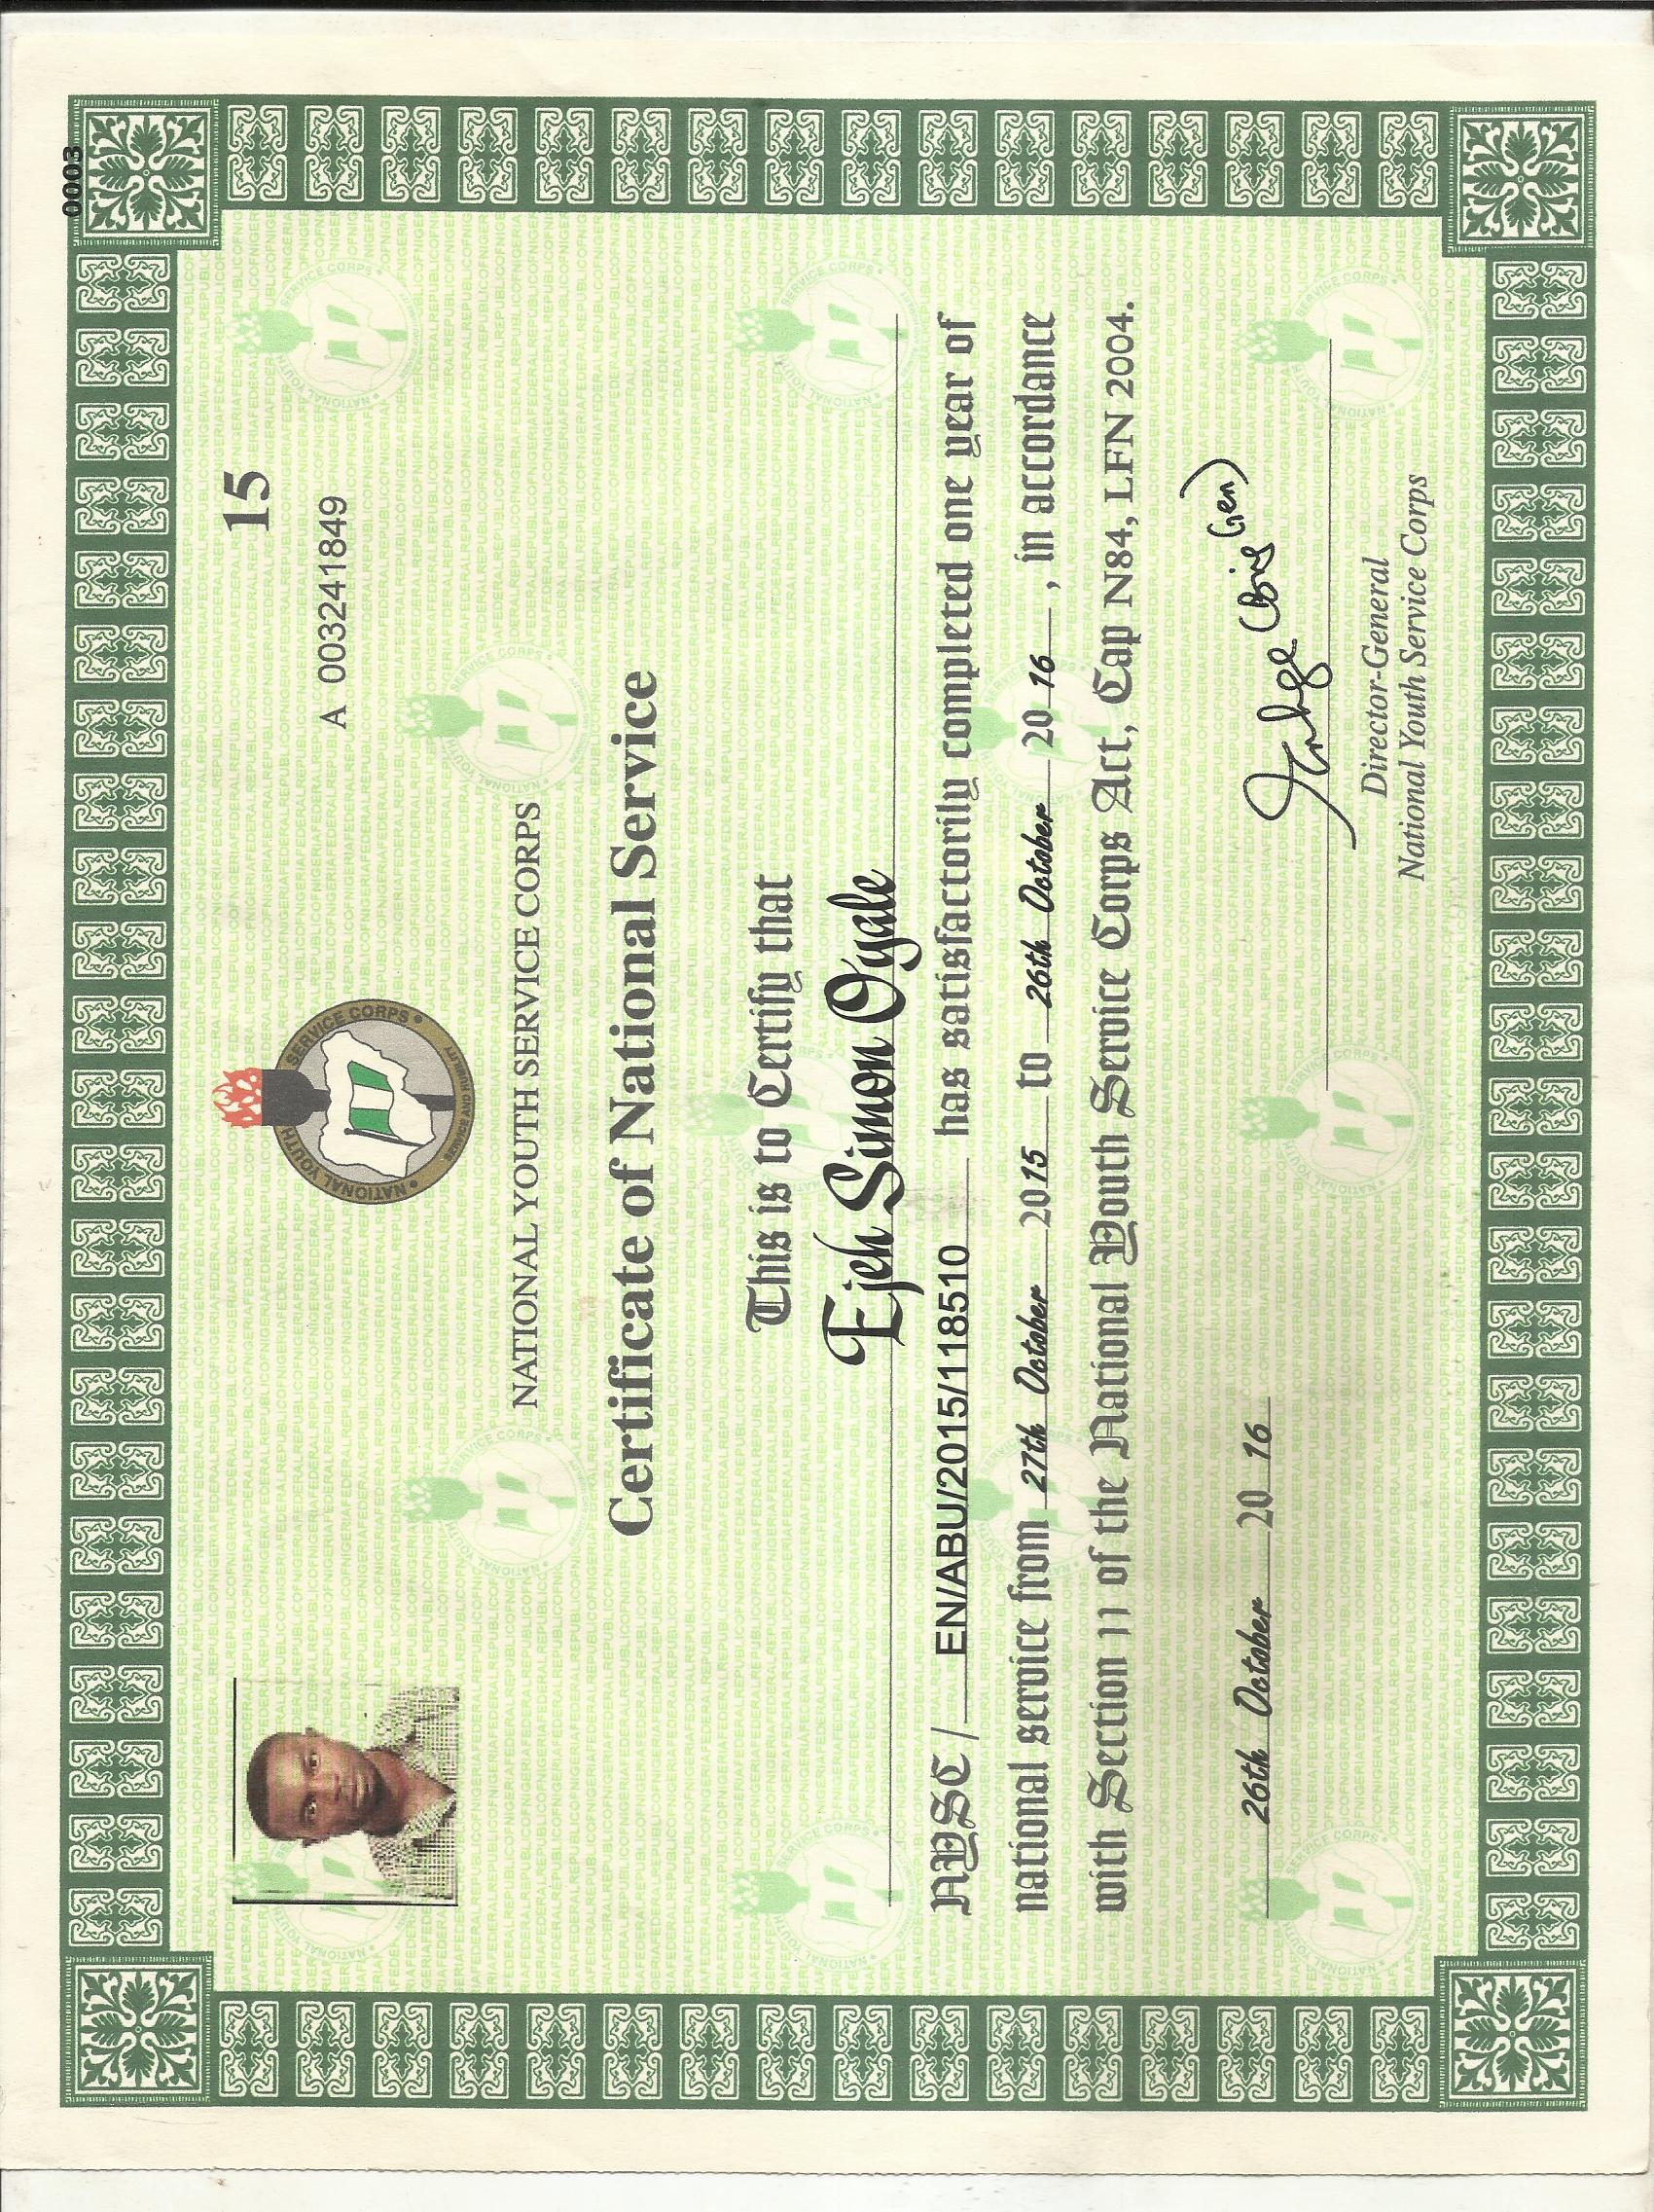 0003
15
A 003241849
NATIONAL YOUTH SERVICE CORPS
SERVICE AND HUMILITY
NATIONAL YOUTH SERVICE CORPS
Certificate of National Service
This is to Certify that
Ejeh Simon Oyale
NYSC / EN/ABU/2015/118510 has satisfactorily completed one year of
national service from 27th October 2015 to 26th October 2016, in accordance
with Section 11 of the National Youth Service Corps Act, Cap N84, LFN 2004.
26th October 2016
(Brig Gen)
Director-General
National Youth Service Corps